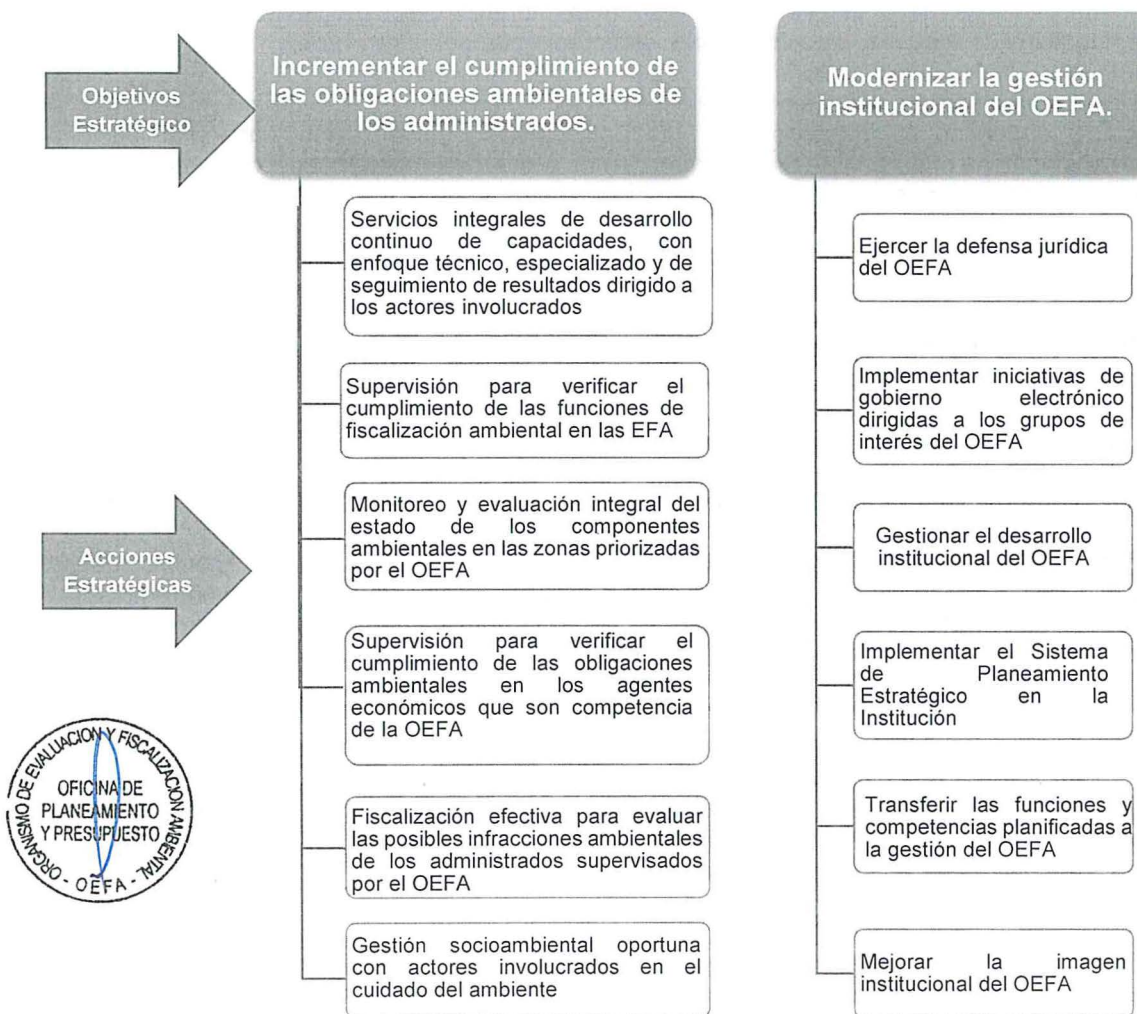 Objetivos
Estratégico
Incrementar el cumplimiento de
las obligaciones ambientales de
los administrados.
Modernizar la gestión
institucional del OEFA.
Acciones
Estratégicas
Servicios integrales de desarrollo
continuo de capacidades, con
enfoque técnico, especializado y de
seguimiento de resultados dirigido a
los actores involucrados
Supervisión para verificar el
cumplimiento de las funciones de
fiscalización ambiental en las EFA
Monitoreo y evaluación integral del
estado de los componentes
ambientales en las zonas priorizadas
por el OEFA
Supervisión para verificar el
cumplimiento de las obligaciones
ambientales en los agentes
económicos que son competencia
de la OEFA
Fiscalización efectiva para evaluar
las posibles infracciones ambientales
de los administrados supervisados
por el OEFA
Gestión socioambiental oportuna
con actores involucrados en el
cuidado del ambiente
Ejercer la defensa jurídica
del OEFA
Implementar iniciativas de
gobierno electrónico
dirigidas a los grupos de
interés del OEFA
Gestionar el desarrollo
institucional del OEFA
Implementar el Sistema
de Planeamiento
Estratégico en la
Institución
Transferir las funciones y
competencias planificadas a
la gestión del OEFA
Mejorar la imagen
institucional del OEFA
ORGANISMO DE EVALUACION Y FISCALIZACION AMBIENTAL
- OEFA -
OFICINA DE
PLANEAMIENTO
Y PRESUPUESTO